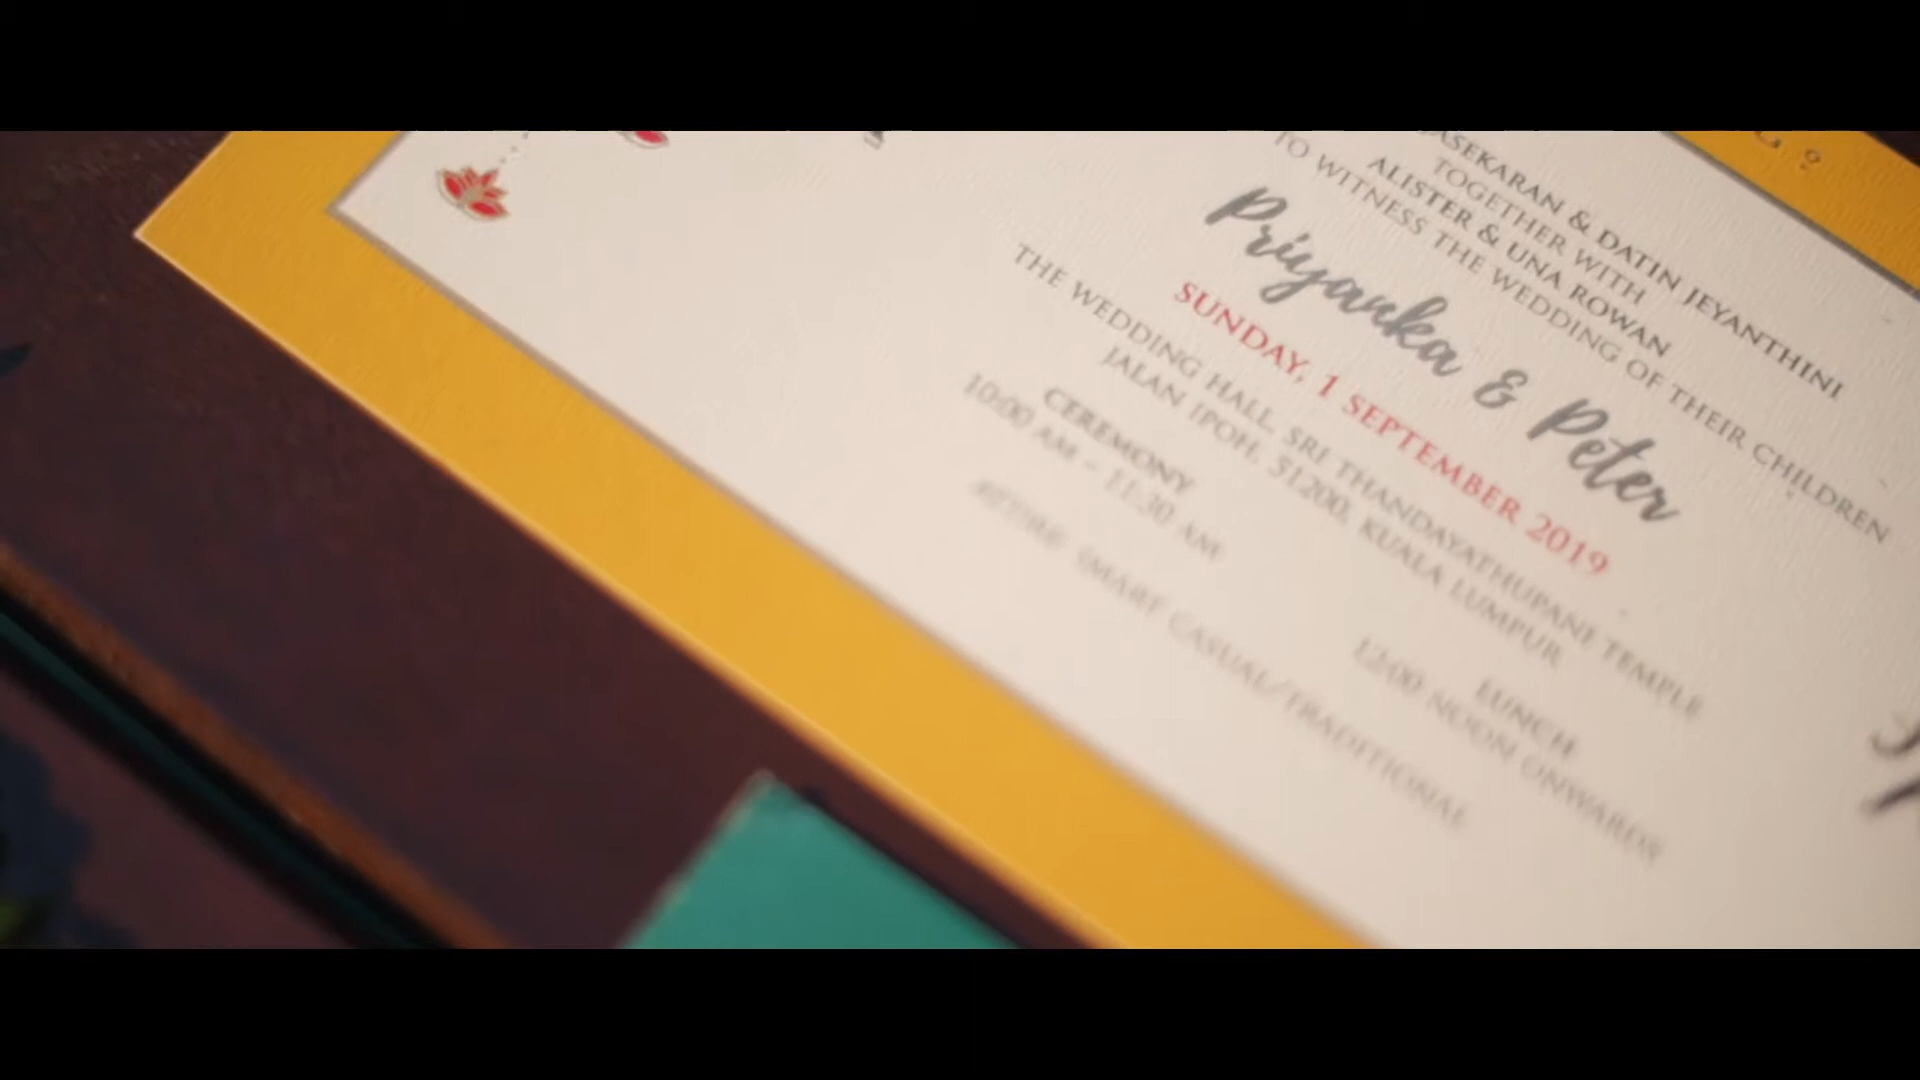 ASEKARAN & DATIN JEYANTHINI
TOGETHER WITH
ALISTER & UNA ROWAN
TO WITNESS THE WEDDING OF THEIR CHILDREN
Priyanka & Peter
SUNDAY, 1 SEPTEMBER 2019
THE WEDDING HALL, SRI THANDAYATHUPANI TEMPLE
JALAN IPOH, 51200, KUALA LUMPUR
CEREMONY
10:00 AM – 11:30 AM
LUNCH
12:00 NOON ONWARDS
ATTIRE: SMART CASUAL/TRADITIONAL